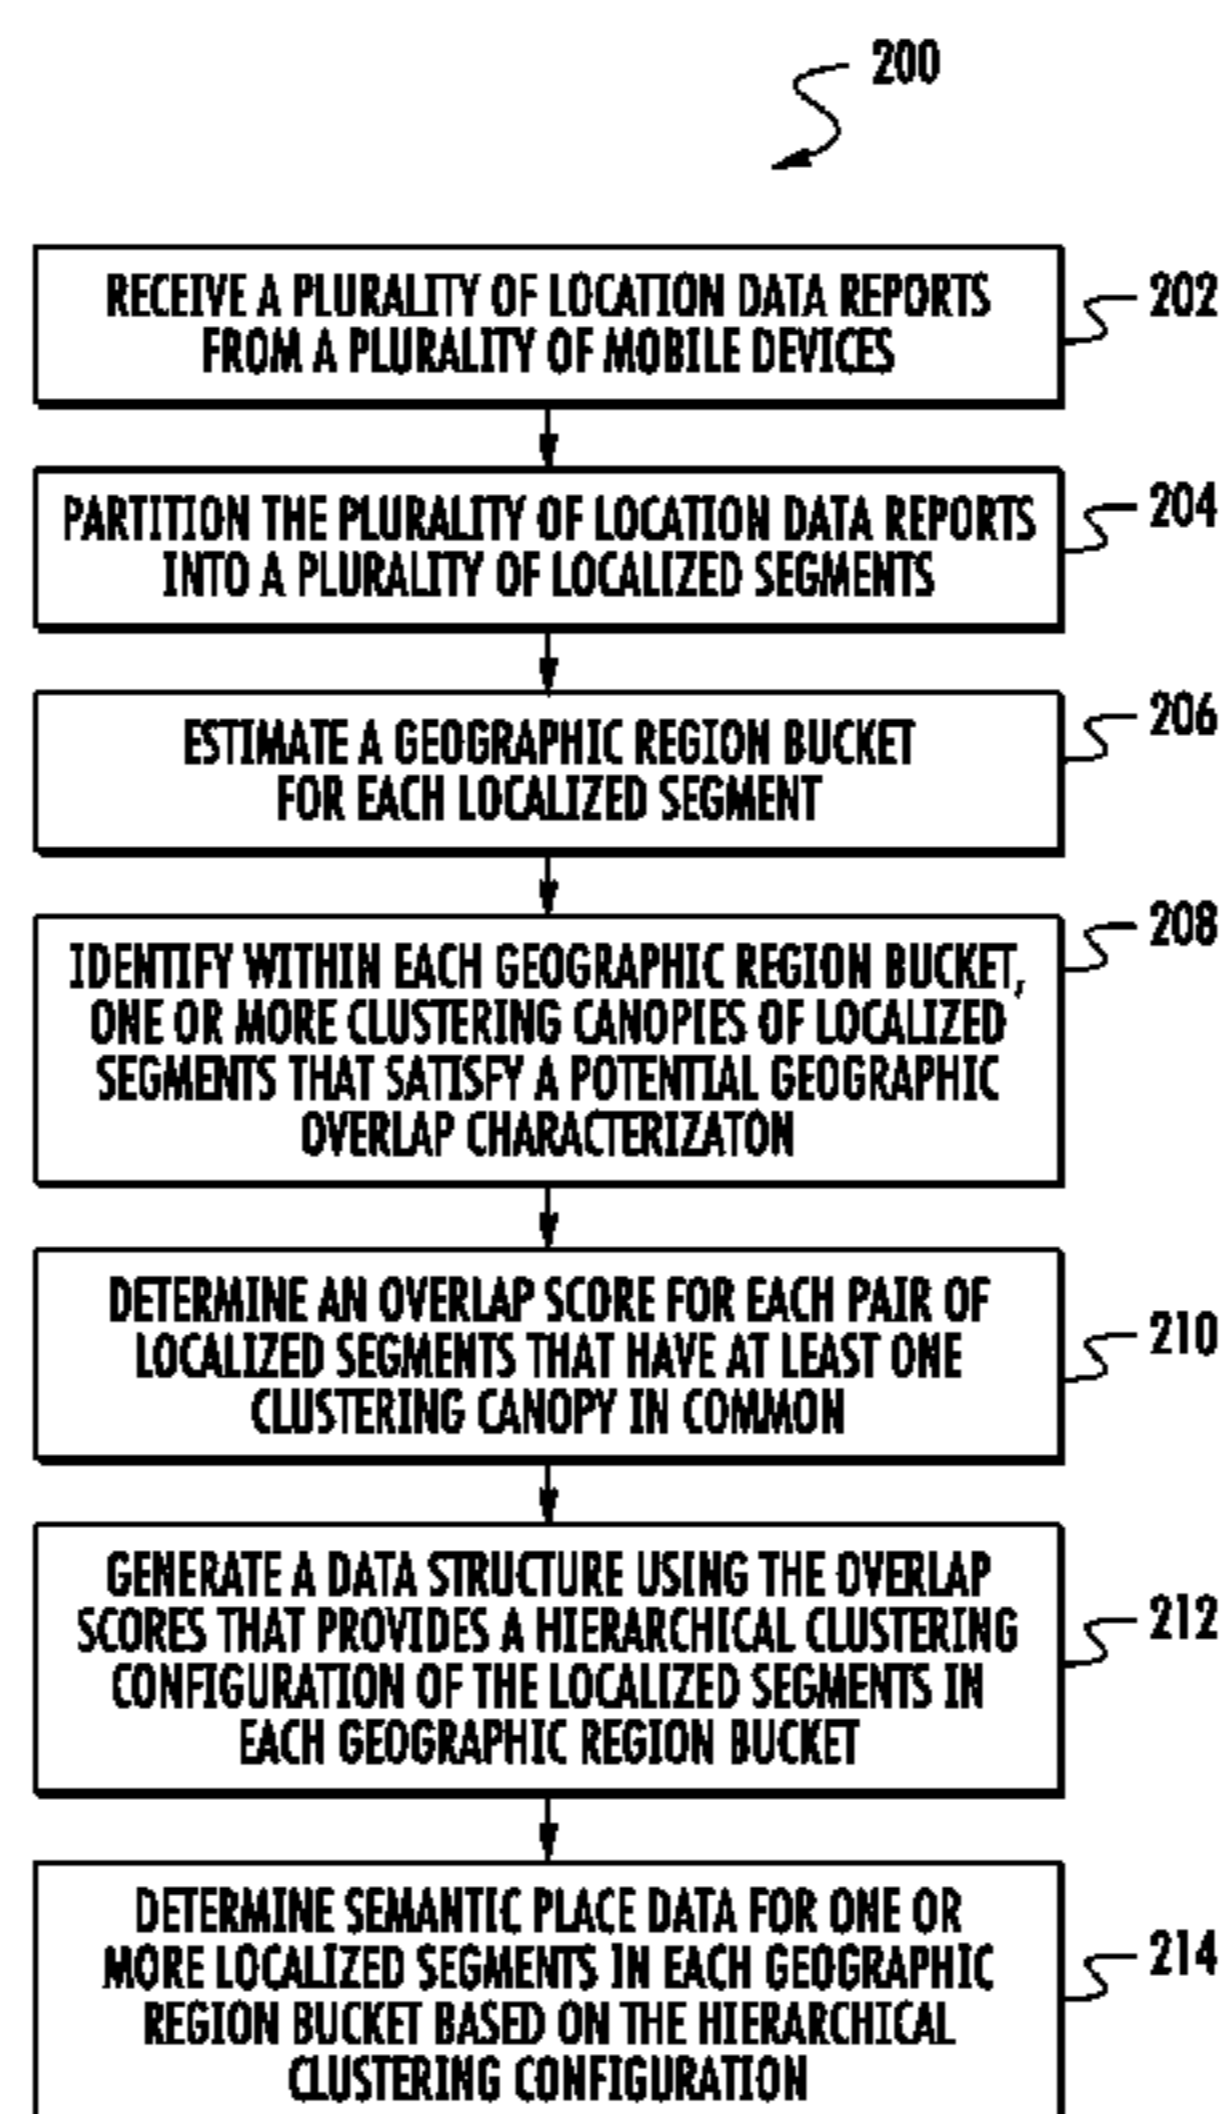 200
RECEIVE A PLURALITY OF LOCATION DATA REPORTS
FROM A PLURALITY OF MOBILE DEVICES
202
PARTITION THE PLURALITY OF LOCATION DATA REPORTS
INTO A PLURALITY OF LOCALIZED SEGMENTS
204
ESTIMATE A GEOGRAPHIC REGION BUCKET
FOR EACH LOCALIZED SEGMENT
206
IDENTIFY WITHIN EACH GEOGRAPHIC REGION BUCKET,
ONE OR MORE CLUSTERING CANOPIES OF LOCALIZED
SEGMENTS THAT SATISFY A POTENTIAL GEOGRAPHIC
OVERLAP CHARACTERIZATON
208
DETERMINE AN OVERLAP SCORE FOR EACH PAIR OF
LOCALIZED SEGMENTS THAT HAVE AT LEAST ONE
CLUSTERING CANOPY IN COMMON
210
GENERATE A DATA STRUCTURE USING THE OVERLAP
SCORES THAT PROVIDES A HIERARCHICAL CLUSTERING
CONFIGURATION OF THE LOCALIZED SEGMENTS IN
EACH GEOGRAPHIC REGION BUCKET
212
DETERMINE SEMANTIC PLACE DATA FOR ONE OR
MORE LOCALIZED SEGMENTS IN EACH GEOGRAPHIC
REGION BUCKET BASED ON THE HIERARCHICAL
CLUSTERING CONFIGURATION
214